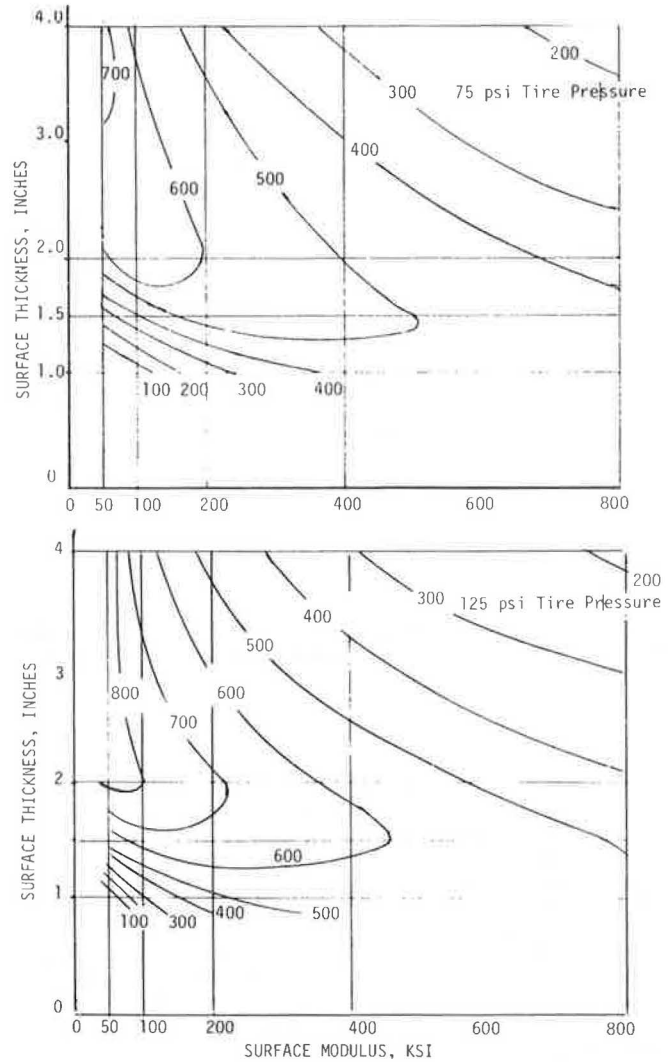 4.0
700
200
300
75 psi Tire Pressure
3.0
400
600
500
2.0
1.5
1.0
100 200 300 400
0
0 50 100 200 400 600 800
SURFACE THICKNESS, INCHES
4
200
300
125 psi Tire Pressure
400
500
3
800
600
700
2
600
1
100 300 400 500
0
0 50 100 200 400 600 800
SURFACE THICKNESS, INCHES
SURFACE MODULUS, KSI